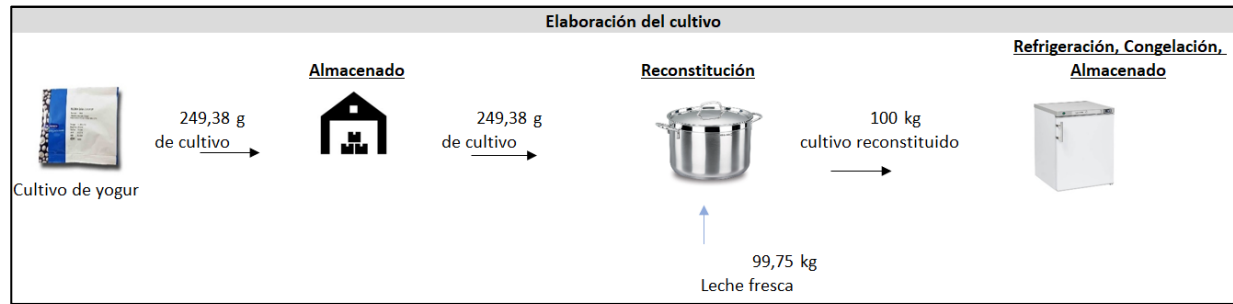 Elaboración del cultivo
Refrigeración, Congelación,
Almacenado
Almacenado
Reconstitución
249,38 g
de cultivo
249,38 g
de cultivo
100 kg
cultivo reconstituido
Cultivo de yogur
99,75 kg
Leche fresca